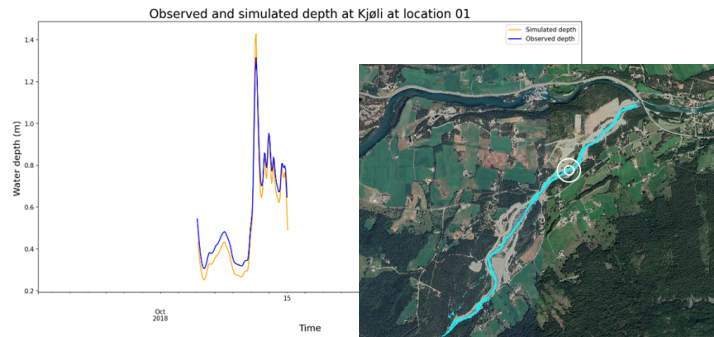 Observed and simulated depth at Kjøli at location 01
Simulated depth
Observed depth
Water depth (m)
1.4
1.2
1.0
0.8
0.6
0.4
0.2
Oct
2018
15
Time